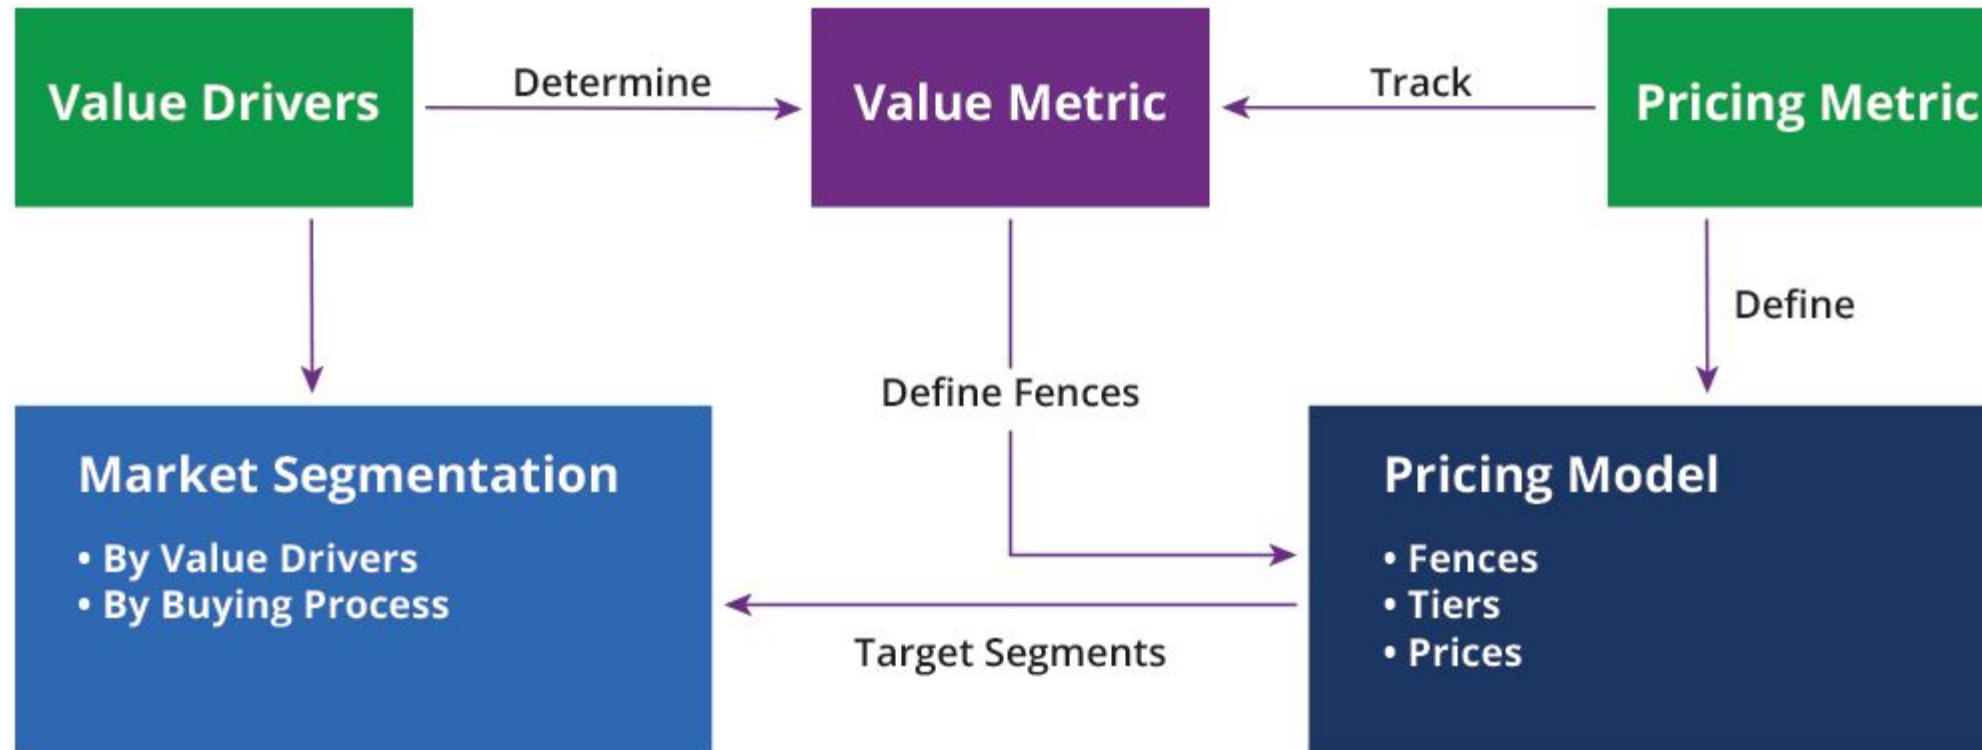 Value Drivers
Determine
Value Metric
Track
Pricing Metric
Define
Define Fences
Market Segmentation
• By Value Drivers
• By Buying Process
Target Segments
Pricing Model
• Fences
• Tiers
• Prices